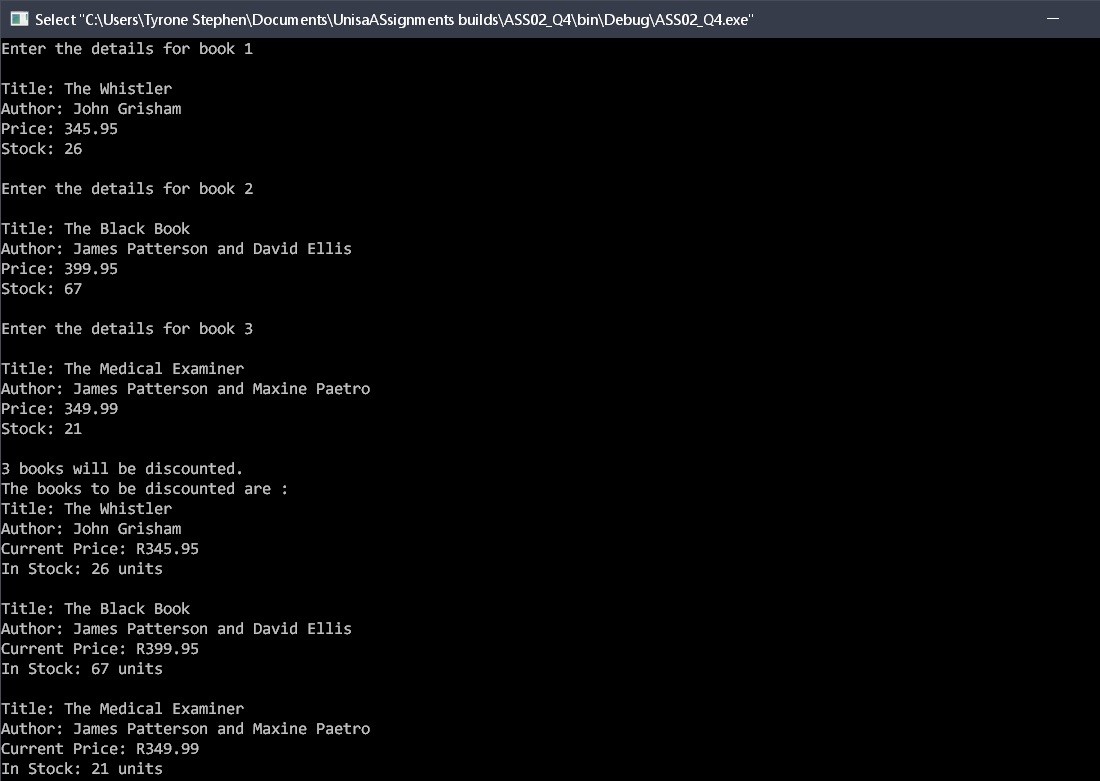 Select "C:\Users\Tyrone Stephen\Documents\UnisaASsignments builds\ASS02_Q4\bin\Debug\ASS02_Q4.exe"
Enter the details for book 1
Title: The Whistler
Author: John Grisham
Price: 345.95
Stock: 26
Enter the details for book 2
Title: The Black Book
Author: James Patterson and David Ellis
Price: 399.95
Stock: 67
Enter the details for book 3
Title: The Medical Examiner
Author: James Patterson and Maxine Paetro
Price: 349.99
Stock: 21
3 books will be discounted.
The books to be discounted are :
Title: The Whistler
Author: John Grisham
Current Price: R345.95
In Stock: 26 units
Title: The Black Book
Author: James Patterson and David Ellis
Current Price: R399.95
In Stock: 67 units
Title: The Medical Examiner
Author: James Patterson and Maxine Paetro
Current Price: R349.99
In Stock: 21 units